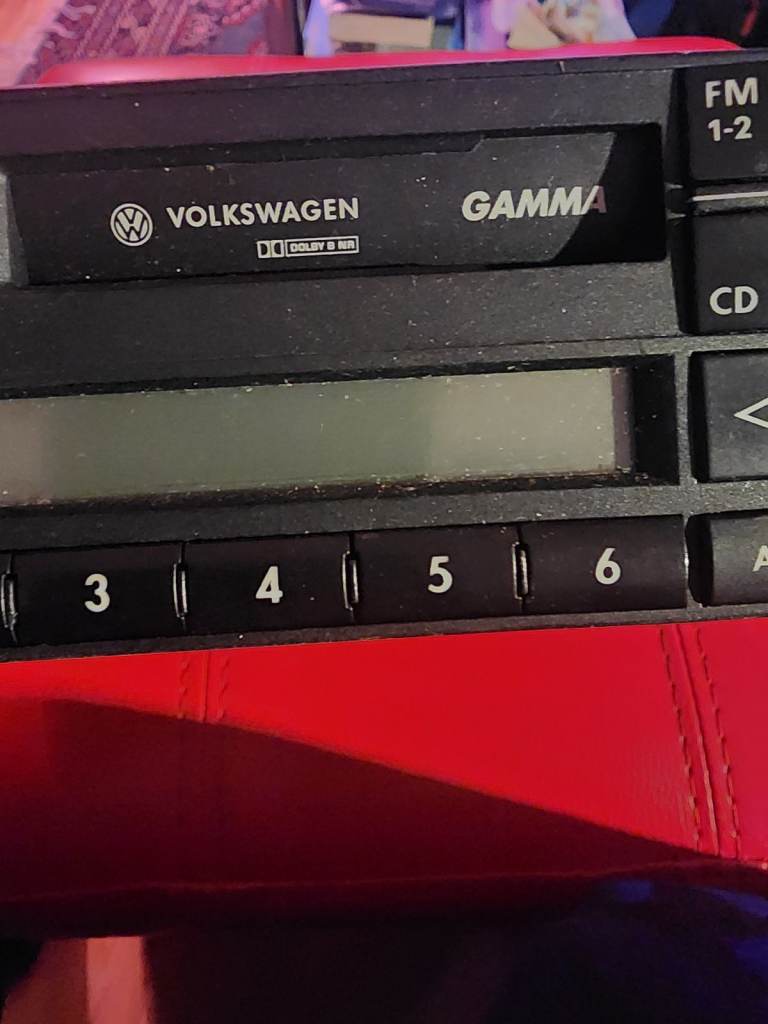 FM
1-2
VOLKSWAGEN
GAMMA
DOLBY B NR
CD
3 4 5 6
A